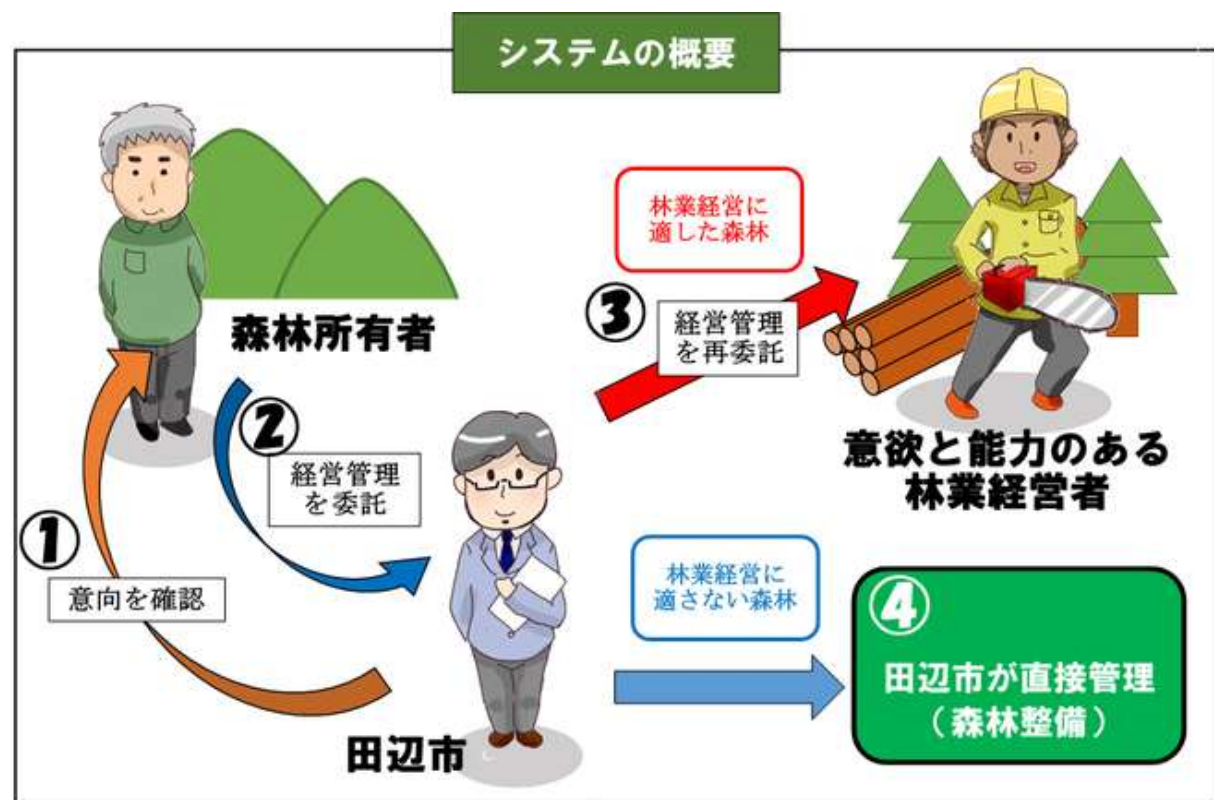 システムの概要
森林所有者
①
意向を確認
②
経営管理
を委託
田辺市
林業経営に
適した森林
③
経営管理
を再委託
意欲と能力のある
林業経営者
林業経営に
適さない森林
④
田辺市が直接管理
（森林整備）